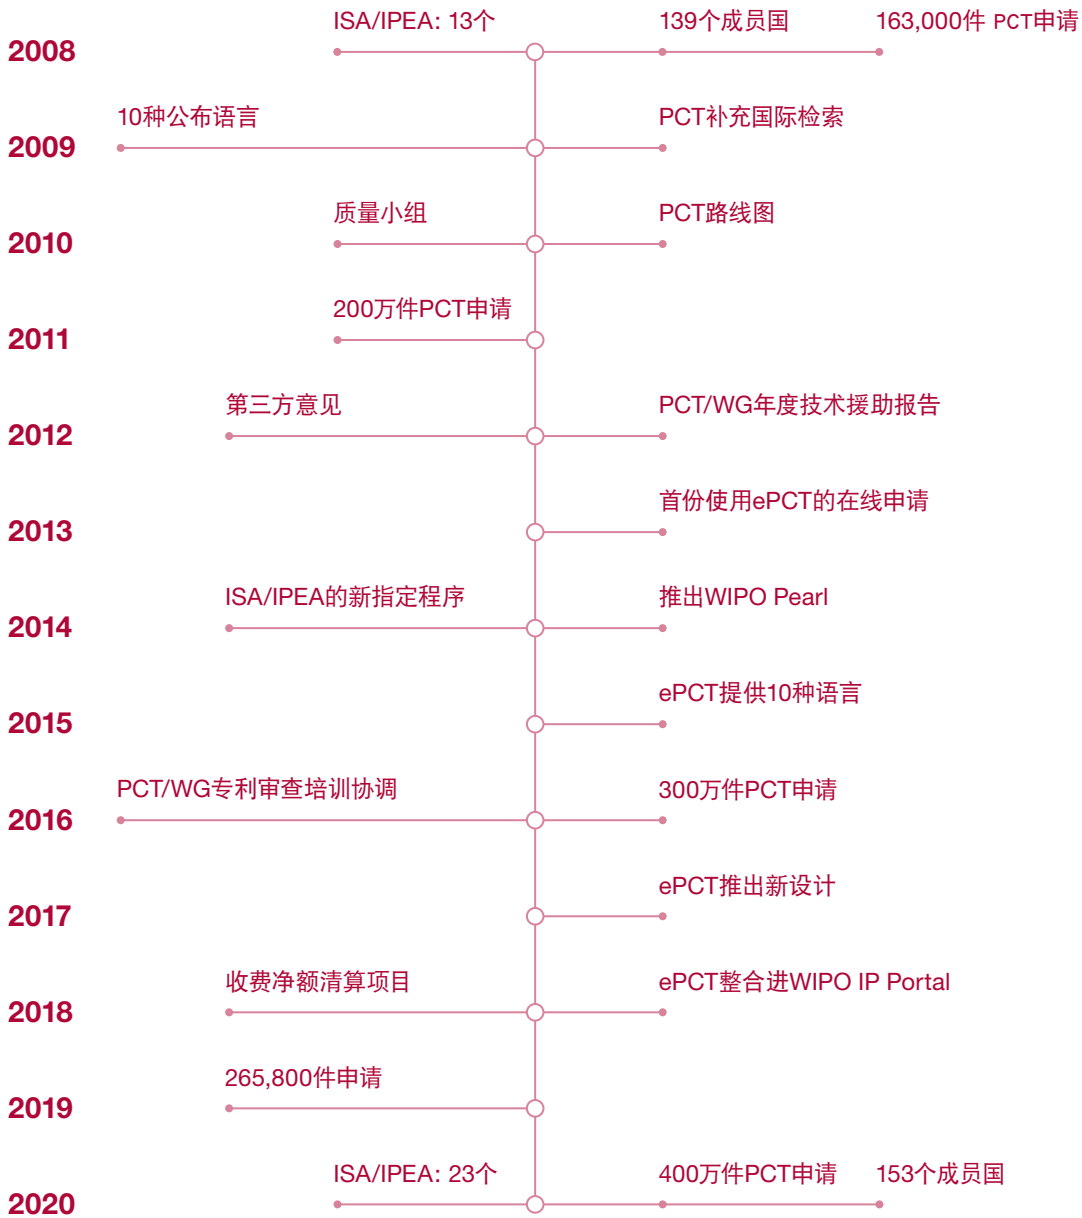 ISA/IPEA: 13个
139个成员国
163,000件 PCT申请
2008
10种公布语言
PCT补充国际检索
2009
质量小组
PCT路线图
2010
200万件PCT申请
2011
第三方意见
PCT/WG年度技术援助报告
2012
首份使用ePCT的在线申请
2013
ISA/IPEA的新指定程序
推出WIPO Pearl
2014
ePCT提供10种语言
2015
PCT/WG专利审查培训协调
300万件PCT申请
2016
ePCT推出新设计
2017
收费净额清算项目
ePCT整合进WIPO IP Portal
2018
265,800件申请
2019
ISA/IPEA: 23个
400万件PCT申请
153个成员国
2020